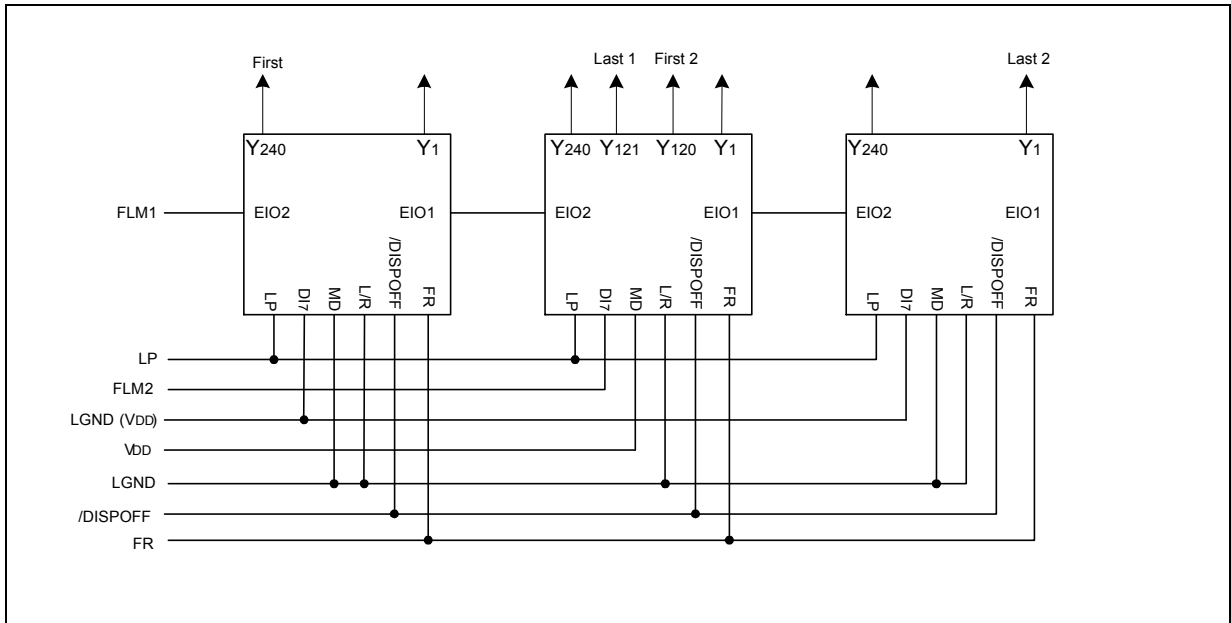 First
Last 1 First 2
Last 2
Y240 Y1
Y240 Y121 Y120 Y1
Y240 Y1
FLM1
EIO2 EIO1
EIO2 EIO1
EIO2 EIO1
LP DI7 MD L/R /DISPOFF FR
LP DI7 MD L/R /DISPOFF FR
LP DI7 MD L/R /DISPOFF FR
LP
FLM2
LGND (VDD)
VDD
LGND
/DISPOFF
FR